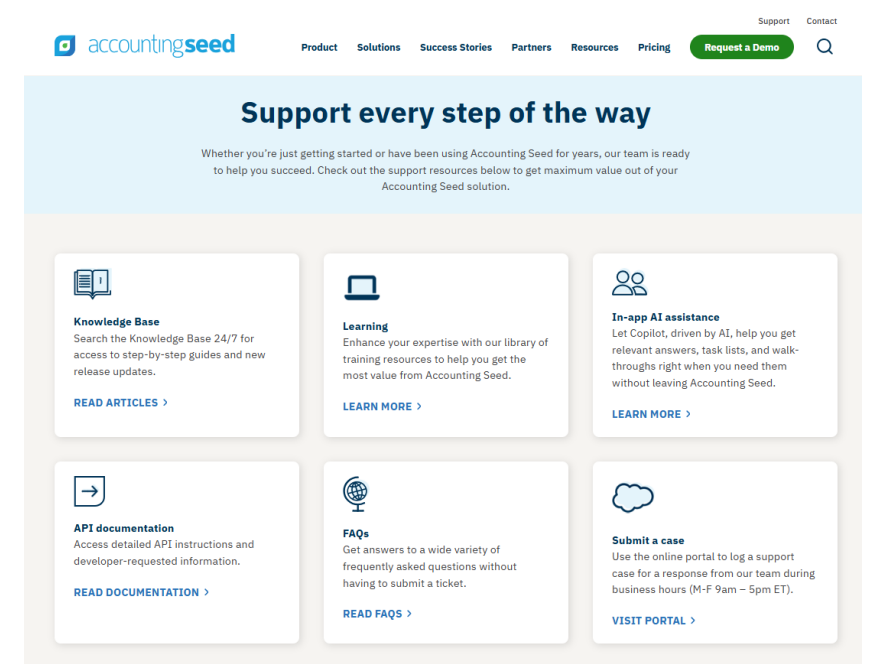 Support Contact
accountingseed
Product Solutions Success Stories Partners Resources Pricing Request a Demo
Support every step of the way
Whether you're just getting started or have been using Accounting Seed for years, our team is ready
to help you succeed. Check out the support resources below to get maximum value out of your
Accounting Seed solution.
Knowledge Base
Search the Knowledge Base 24/7 for
access to step-by-step guides and new
release updates.
READ ARTICLES >
Learning
Enhance your expertise with our library of
training resources to help you get the
most value from Accounting Seed.
LEARN MORE >
In-app AI assistance
Let Copilot, driven by AI, help you get
relevant answers, task lists, and walk-
throughs right when you need them
without leaving Accounting Seed.
LEARN MORE >
API documentation
Access detailed API instructions and
developer-requested information.
READ DOCUMENTATION >
FAQs
Get answers to a wide variety of
frequently asked questions without
having to submit a ticket.
READ FAQS >
Submit a case
Use the online portal to log a support
case for a response from our team during
business hours (M-F 9am – 5pm ET).
VISIT PORTAL >